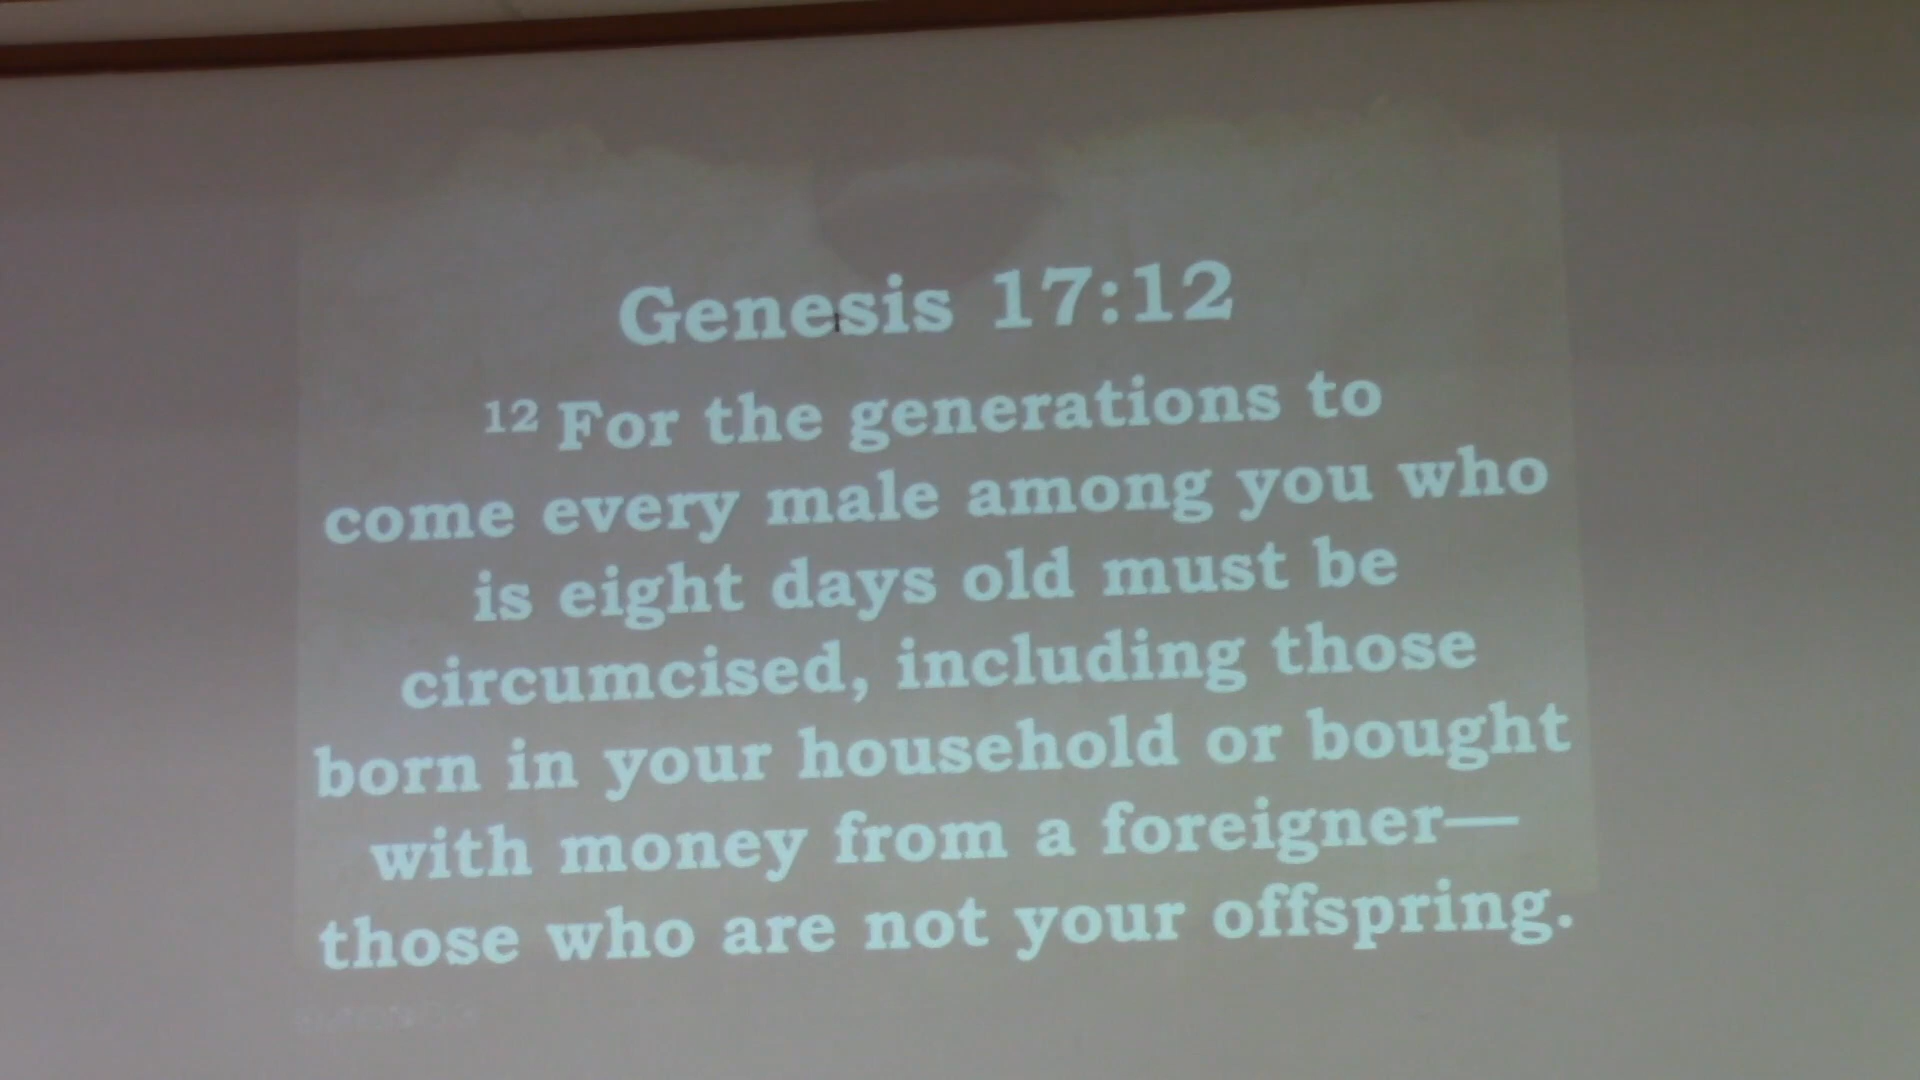 Genesis 17:12
12 For the generations to
come every male among you who
is eight days old must be
circumcised, including those
born in your household or bought
with money from a foreigner—
those who are not your offspring.